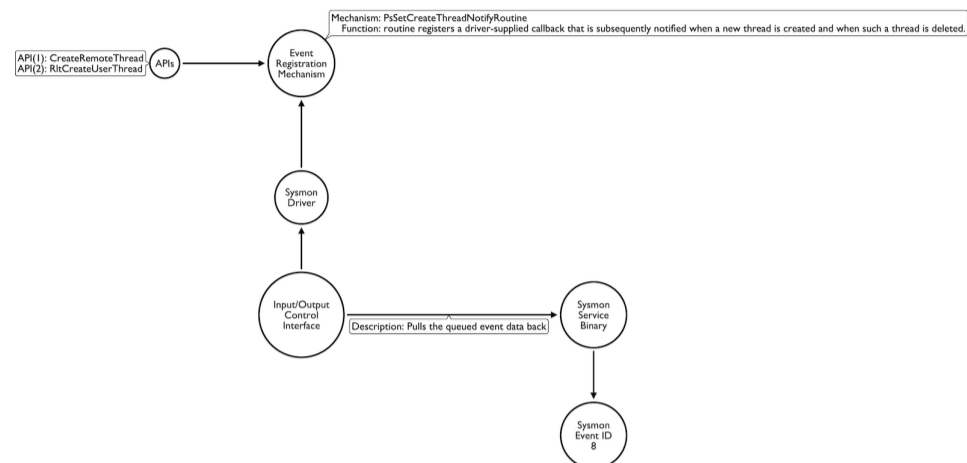 Mechanism: PsSetCreateThreadNotifyRoutine
Function: routine registers a driver-supplied callback that is subsequently notified when a new thread is created and when such a thread is deleted.
API(1): CreateRemoteThread
API(2): RltCreateUserThread
APIs
Event
Registration
Mechanism
Sysmon
Driver
Input/Output
Control
Interface
Description: Pulls the queued event data back
Sysmon
Service
Binary
Sysmon
Event ID
8